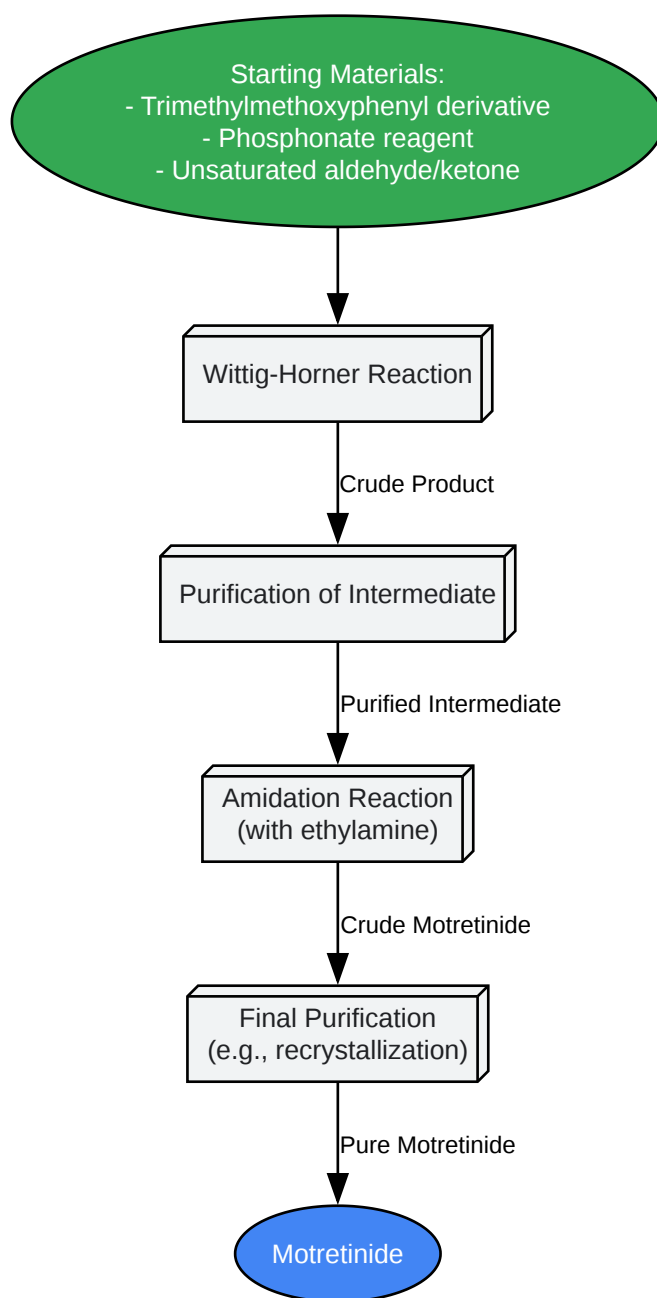 Starting Materials:
- Trimethylmethoxyphenyl derivative
- Phosphonate reagent
- Unsaturated aldehyde/ketone
Wittig-Horner Reaction
Crude Product
Purification of Intermediate
Purified Intermediate
Amidation Reaction
(with ethylamine)
Crude Motretinide
Final Purification
(e.g., recrystallization)
Pure Motretinide
Motretinide